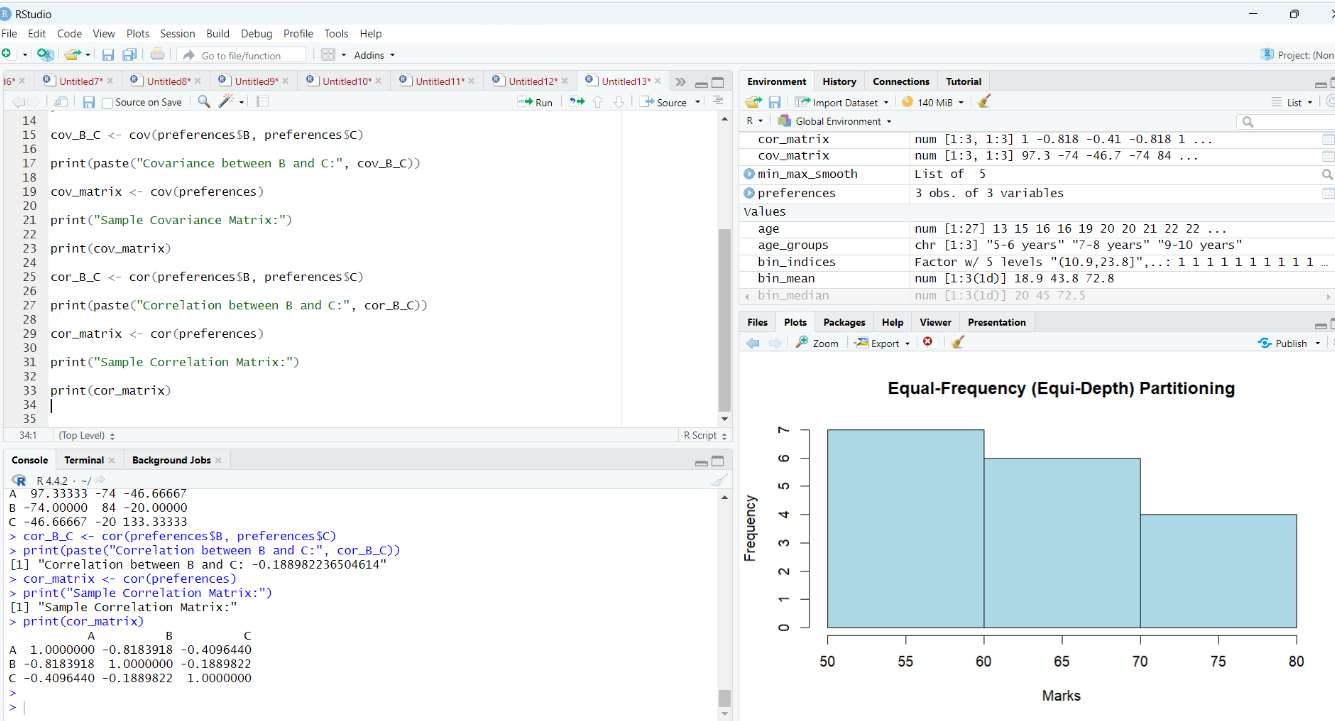 RStudio
File Edit Code View Plots Session Build Debug Profile Tools Help
Go to file/function Addins Project: (Non
I6* Untitled7* Untitled8* Untitled9* Untitled10* Untitled11* Untitled12* Untitled13*
Source on Save Run Source
14
15 cov_B_C <- cov(preferences$B, preferences$C)
16
17 print(paste("Covariance between B and C:", cov_B_C))
18
19 cov_matrix <- cov(preferences)
20
21 print("Sample Covariance Matrix:")
22
23 print(cov_matrix)
24
25 cor_B_C <- cor(preferences$B, preferences$C)
26
27 print(paste("Correlation between B and C:", cor_B_C))
28
29 cor_matrix <- cor(preferences)
30
31 print("Sample Correlation Matrix:")
32
33 print(cor_matrix)
34
35
34:1 (Top Level) R Script
Console Terminal Background Jobs
R 4.4.2 · ~/
A 97.33333 -74 -46.66667
B -74.00000 84 -20.00000
C -46.66667 -20 133.33333
> cor_B_C <- cor(preferences$B, preferences$C)
> print(paste("Correlation between B and C:", cor_B_C))
[1] "Correlation between B and C: -0.188982236504614"
> cor_matrix <- cor(preferences)
> print("Sample Correlation Matrix:")
[1] "Sample Correlation Matrix:"
> print(cor_matrix)
A B C
A 1.0000000 -0.8183918 -0.4096440
B -0.8183918 1.0000000 -0.1889822
C -0.4096440 -0.1889822 1.0000000
>
>
Environment History Connections Tutorial
Import Dataset 140 MiB List
R Global Environment
cor_matrix num [1:3, 1:3] 1 -0.818 -0.41 -0.818 1 ...
cov_matrix num [1:3, 1:3] 97.3 -74 -46.7 -74 84 ...
min_max_smooth List of 5
preferences 3 obs. of 3 variables
Values
age num [1:27] 13 15 16 16 19 20 20 21 22 22 ...
age_groups chr [1:3] "5-6 years" "7-8 years" "9-10 years"
bin_indices Factor w/ 5 levels "(10.9,23.8]",..: 1 1 1 1 1 1 1 1 1 1 ...
bin_mean num [1:3(1d)] 18.9 43.8 72.8
bin_median num [1:3(1d)] 20 45 72.5
Files Plots Packages Help Viewer Presentation
Zoom Export Publish
Equal-Frequency (Equi-Depth) Partitioning
Frequency
7
6
5
4
3
2
1
0
50 55 60 65 70 75 80
Marks